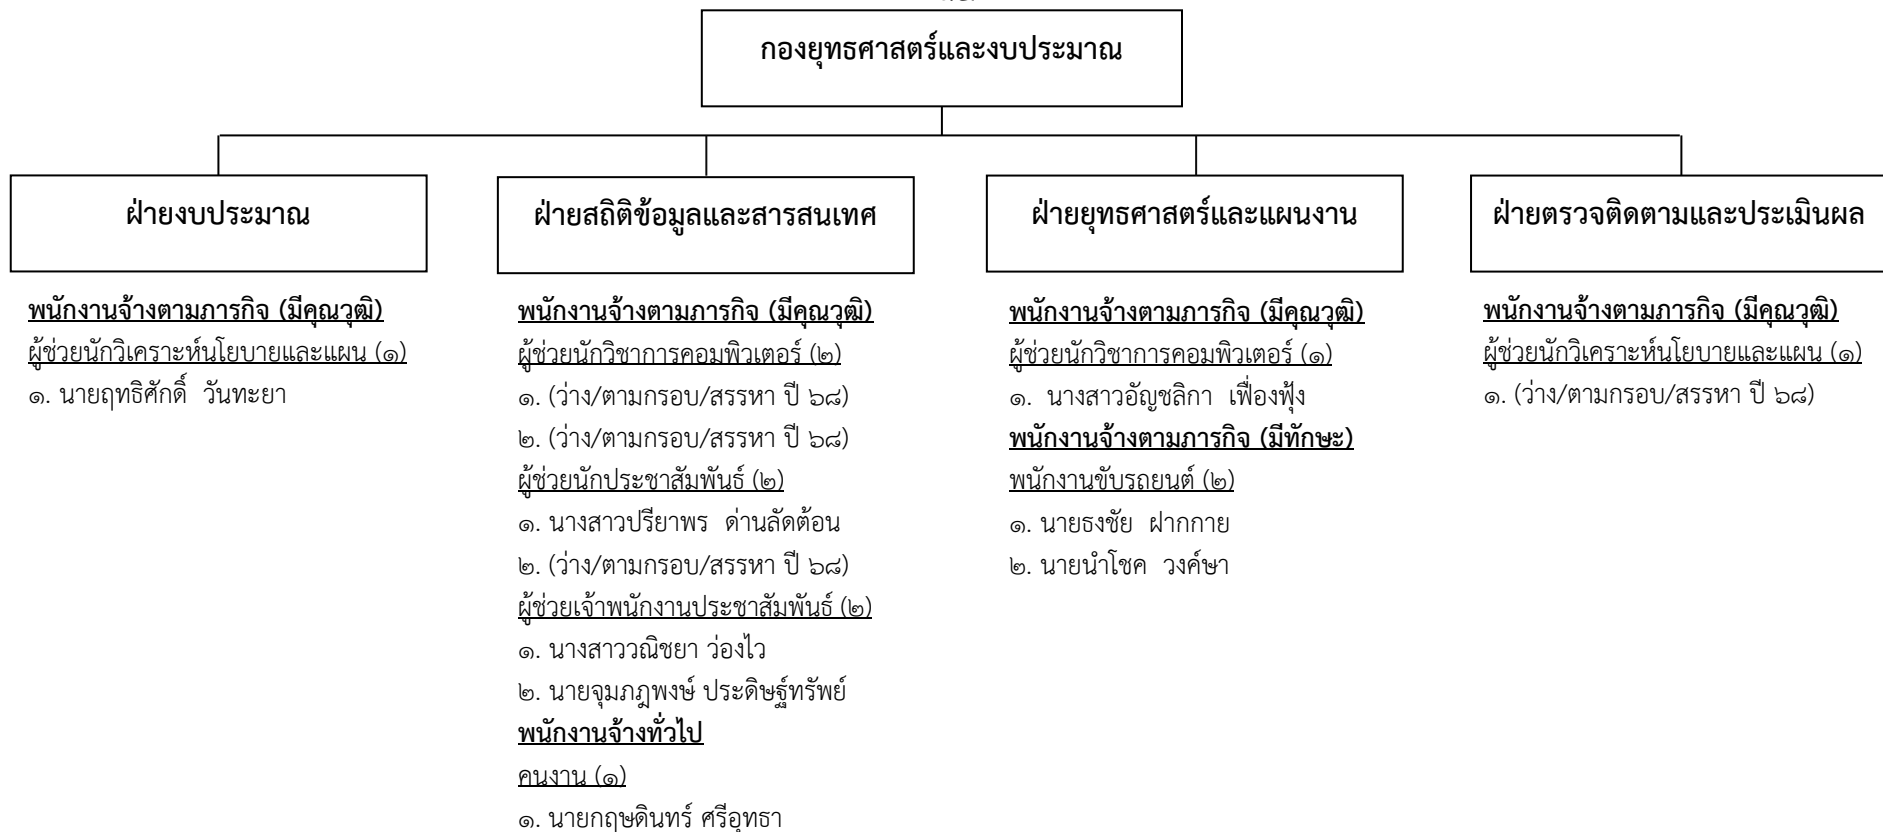 กองยุทธศาสตร์และงบประมาณ
ฝ่ายงบประมาณ
พนักงานจ้างตามภารกิจ (มีคุณวุฒิ)
ผู้ช่วยนักวิเคราะห์นโยบายและแผน (๑)
๑. นายฤทธิศักดิ์ วันทะยา
ฝ่ายสถิติข้อมูลและสารสนเทศ
พนักงานจ้างตามภารกิจ (มีคุณวุฒิ)
ผู้ช่วยนักวิชาการคอมพิวเตอร์ (๒)
๑. (ว่าง/ตามกรอบ/สรรหา ปี ๖๘)
๒. (ว่าง/ตามกรอบ/สรรหา ปี ๖๘)
ผู้ช่วยนักประชาสัมพันธ์ (๒)
๑. นางสาวปรียาพร ด่านลัดต้อน
๒. (ว่าง/ตามกรอบ/สรรหา ปี ๖๘)
ผู้ช่วยเจ้าพนักงานประชาสัมพันธ์ (๒)
๑. นางสาววณิชยา ว่องไว
๒. นายจุมภฎพงษ์ ประดิษฐ์ทรัพย์
พนักงานจ้างทั่วไป
คนงาน (๑)
๑. นายกฤษดินทร์ ศรีอุทธา
ฝ่ายยุทธศาสตร์และแผนงาน
พนักงานจ้างตามภารกิจ (มีคุณวุฒิ)
ผู้ช่วยนักวิชาการคอมพิวเตอร์ (๑)
๑. นางสาวอัญชลิกา เฟื่องฟุ้ง
พนักงานจ้างตามภารกิจ (มีทักษะ)
พนักงานขับรถยนต์ (๒)
๑. นายธงชัย ฝากกาย
๒. นายนำโชค วงค์ษา
ฝ่ายตรวจติดตามและประเมินผล
พนักงานจ้างตามภารกิจ (มีคุณวุฒิ)
ผู้ช่วยนักวิเคราะห์นโยบายและแผน (๑)
๑. (ว่าง/ตามกรอบ/สรรหา ปี ๖๘)